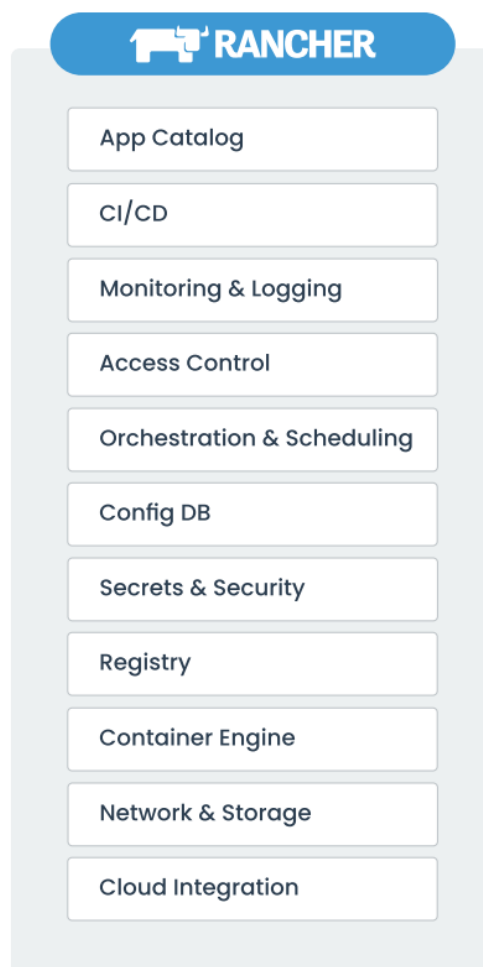 RANCHER
App Catalog
CI/CD
Monitoring & Logging
Access Control
Orchestration & Scheduling
Config DB
Secrets & Security
Registry
Container Engine
Network & Storage
Cloud Integration